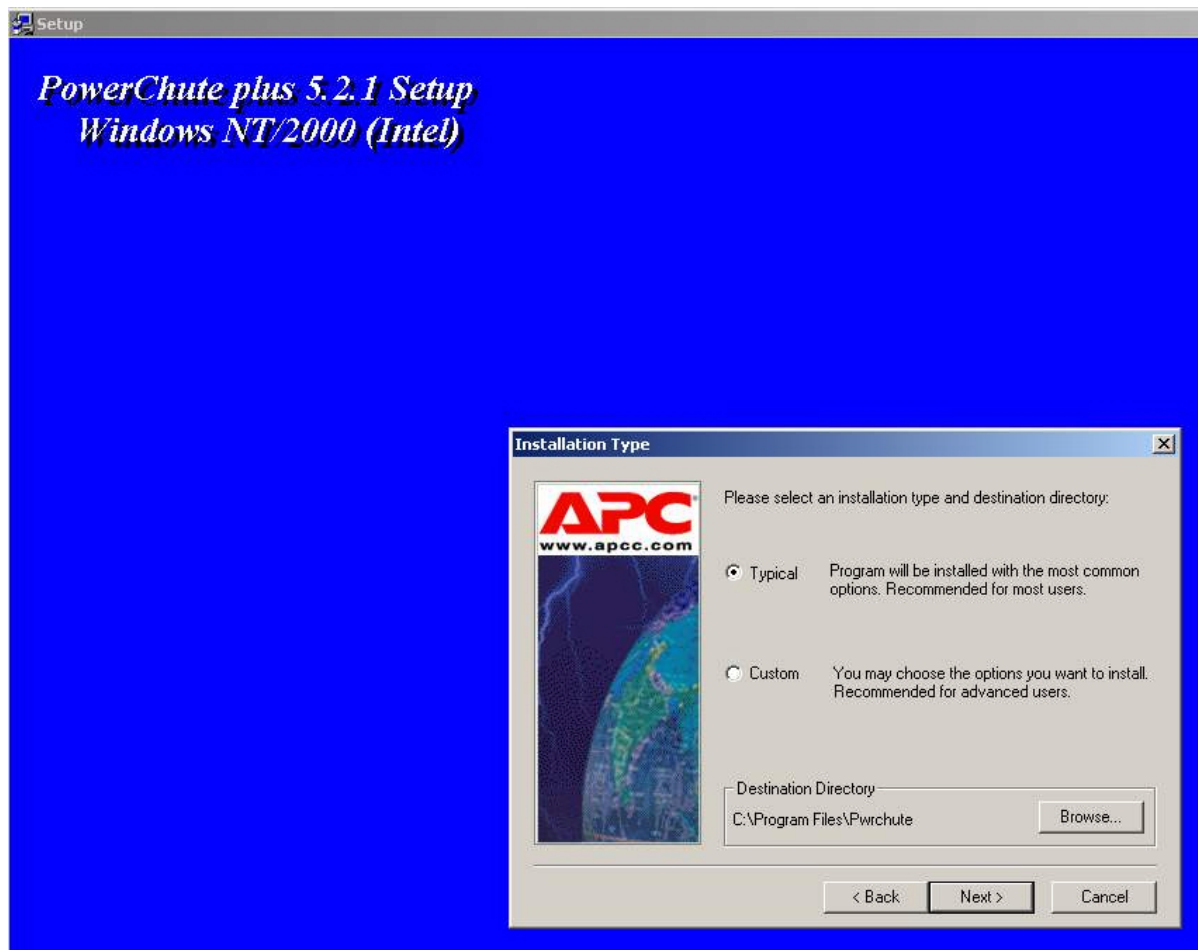 Setup
PowerChute plus 5.2.1 Setup
Windows NT/2000 (Intel)
Installation Type
APC
www.apcc.com
Please select an installation type and destination directory:
Typical
Program will be installed with the most common
options. Recommended for most users.
Custom
You may choose the options you want to install.
Recommended for advanced users.
Destination Directory
C:\Program Files\Pwrchute
Browse...
< Back
Next >
Cancel